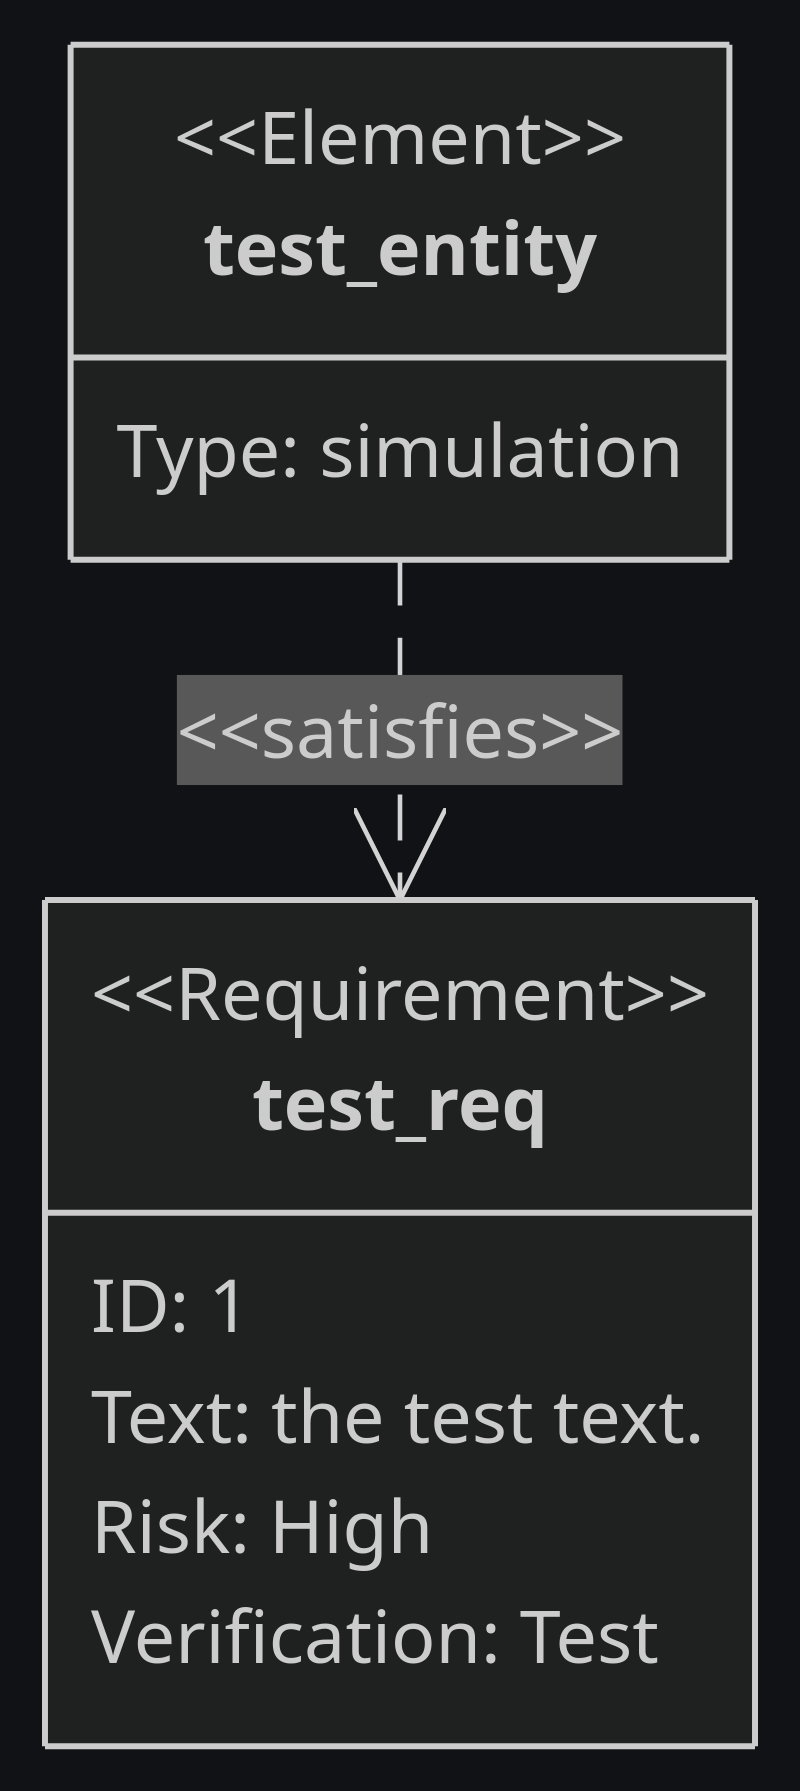 <<Element>>
test_entity
Type: simulation
<<satisfies>>
<<Requirement>>
test_req
ID: 1
Text: the test text.
Risk: High
Verification: Test